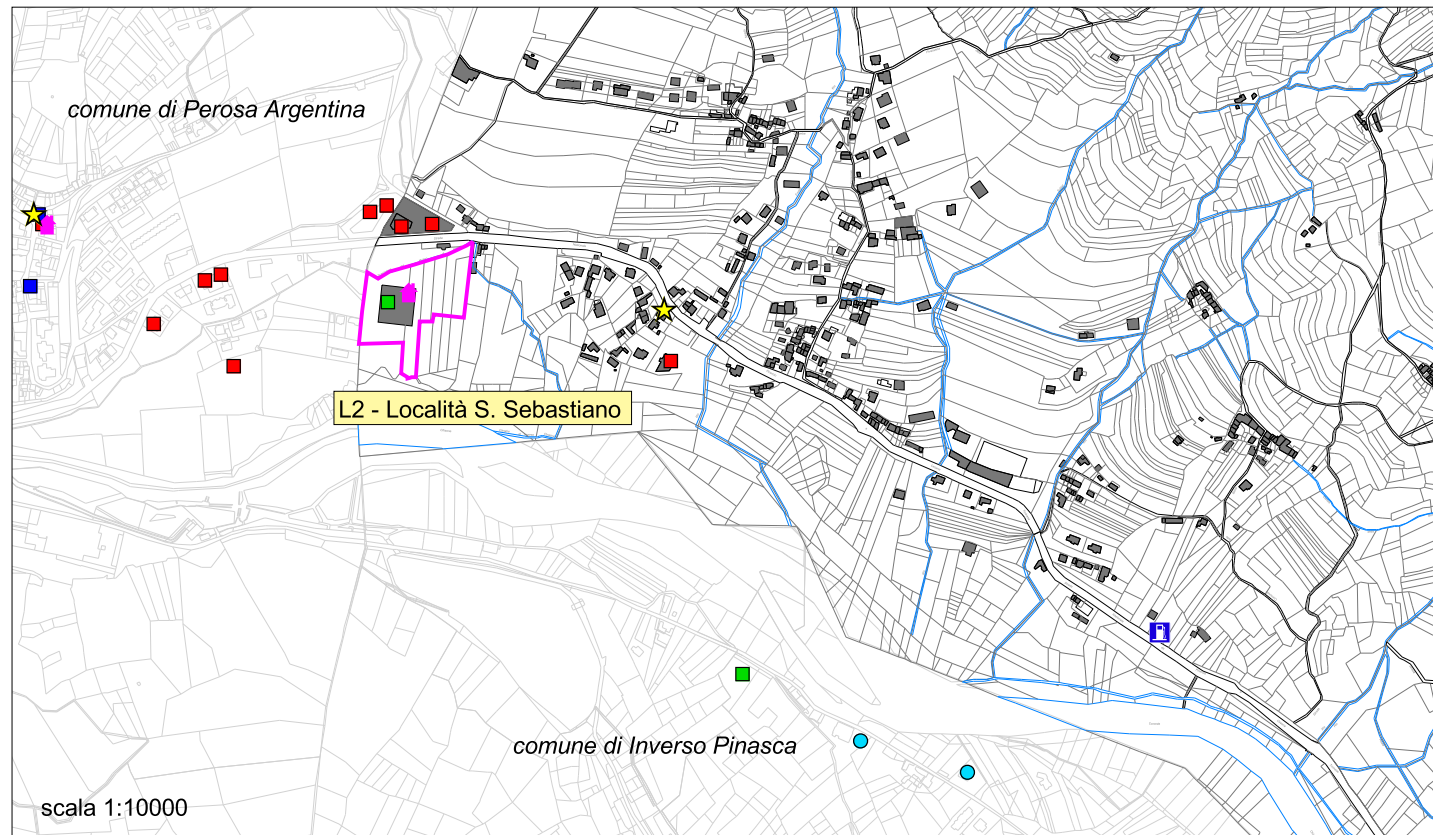 comune di Perosa Argentina
L2 - Località S. Sebastiano
comune di Inverso Pinasca
scala 1:10000